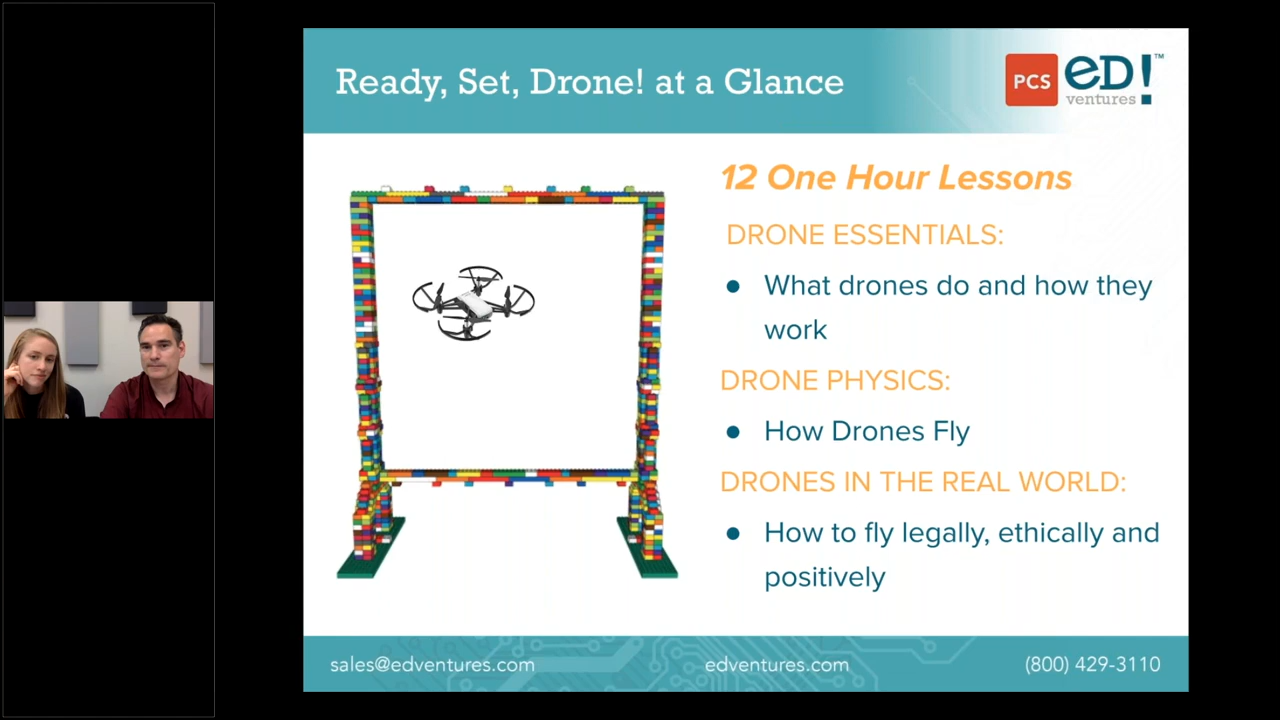 Ready, Set, Drone! at a Glance
PCS
eD!™
ventures
12 One Hour Lessons
DRONE ESSENTIALS:
● What drones do and how they
work
DRONE PHYSICS:
● How Drones Fly
DRONES IN THE REAL WORLD:
● How to fly legally, ethically and
positively
sales@edventures.com
edventures.com
(800) 429-3110